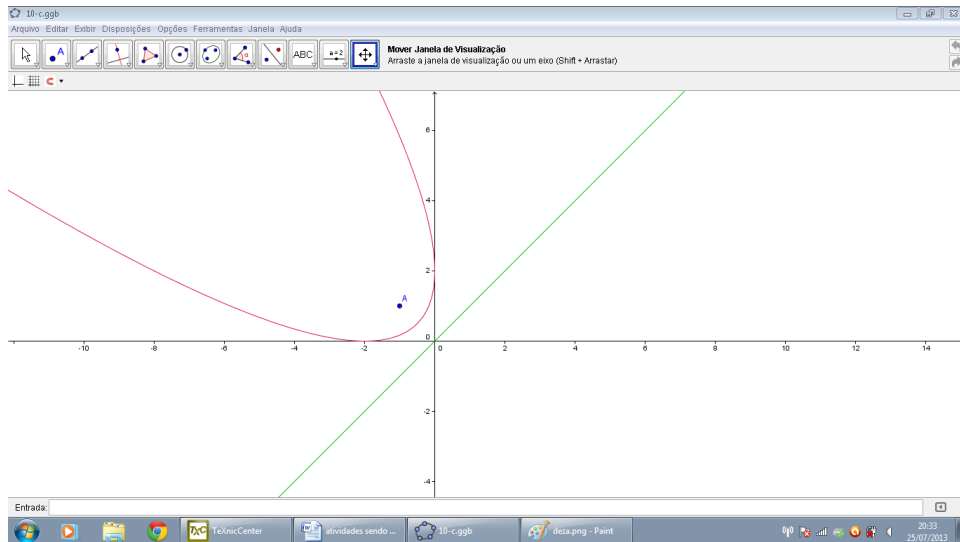 10-c.ggb
Arquivo Editar Exibir Disposições Opções Ferramentas Janela Ajuda
A ABC a=2 Mover Janela de Visualização
Arraste a janela de visualização ou um eixo (Shift + Arrastar)
6
4
2
A
0
-10 -8 -6 -4 -2 0 2 4 6 8 10 12 14
-2
-4
Entrada:
TeXnicCenter atividades sendo ... 10-c.ggb deza.png - Paint 20:33
25/07/2013